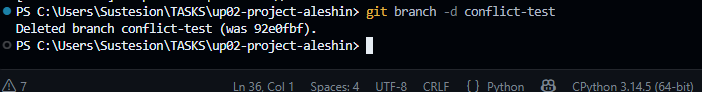 PS C:\Users\Sustesion\TASKS\up02-project-aleshin> git branch -d conflict-test
Deleted branch conflict-test (was 92e0fbf).
PS C:\Users\Sustesion\TASKS\up02-project-aleshin>
7 Ln 36, Col 1 Spaces: 4 UTF-8 CRLF { } Python CPython 3.14.5 (64-bit)